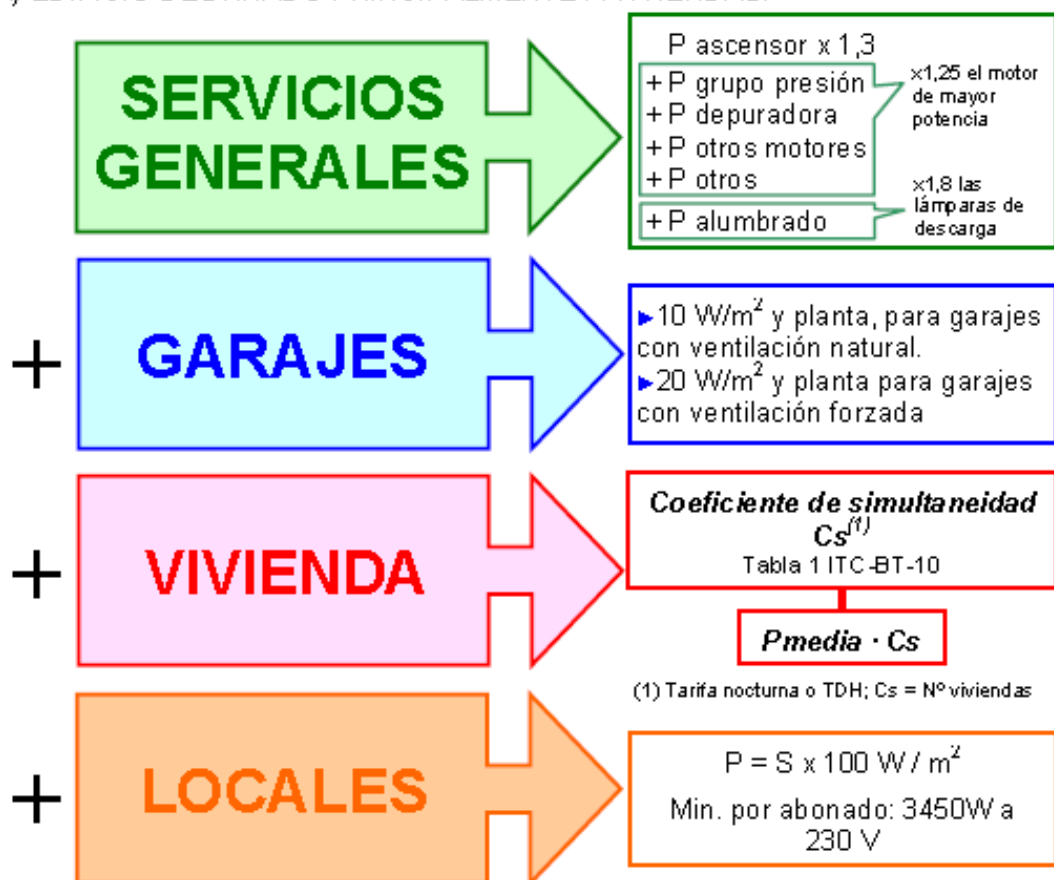 SERVICIOS
GENERALES
P ascensor x 1,3
+ P grupo presión
+ P depuradora
+ P otros motores
+ P otros
+ P alumbrado
x1,25 el motor
de mayor
potencia
x1,8 las
lámparas de
descarga
+
GARAJES
►10 W/m² y planta, para garajes
con ventilación natural.
►20 W/m² y planta para garajes
con ventilación forzada
+
VIVIENDA
Coeficiente de simultaneidad
Cs(1)
Tabla 1 ITC-BT-10
Pmedia · Cs
(1) Tarifa nocturna o TDH; Cs = Nº viviendas
+
LOCALES
P = S x 100 W / m²
Min. por abonado: 3450W a
230 V